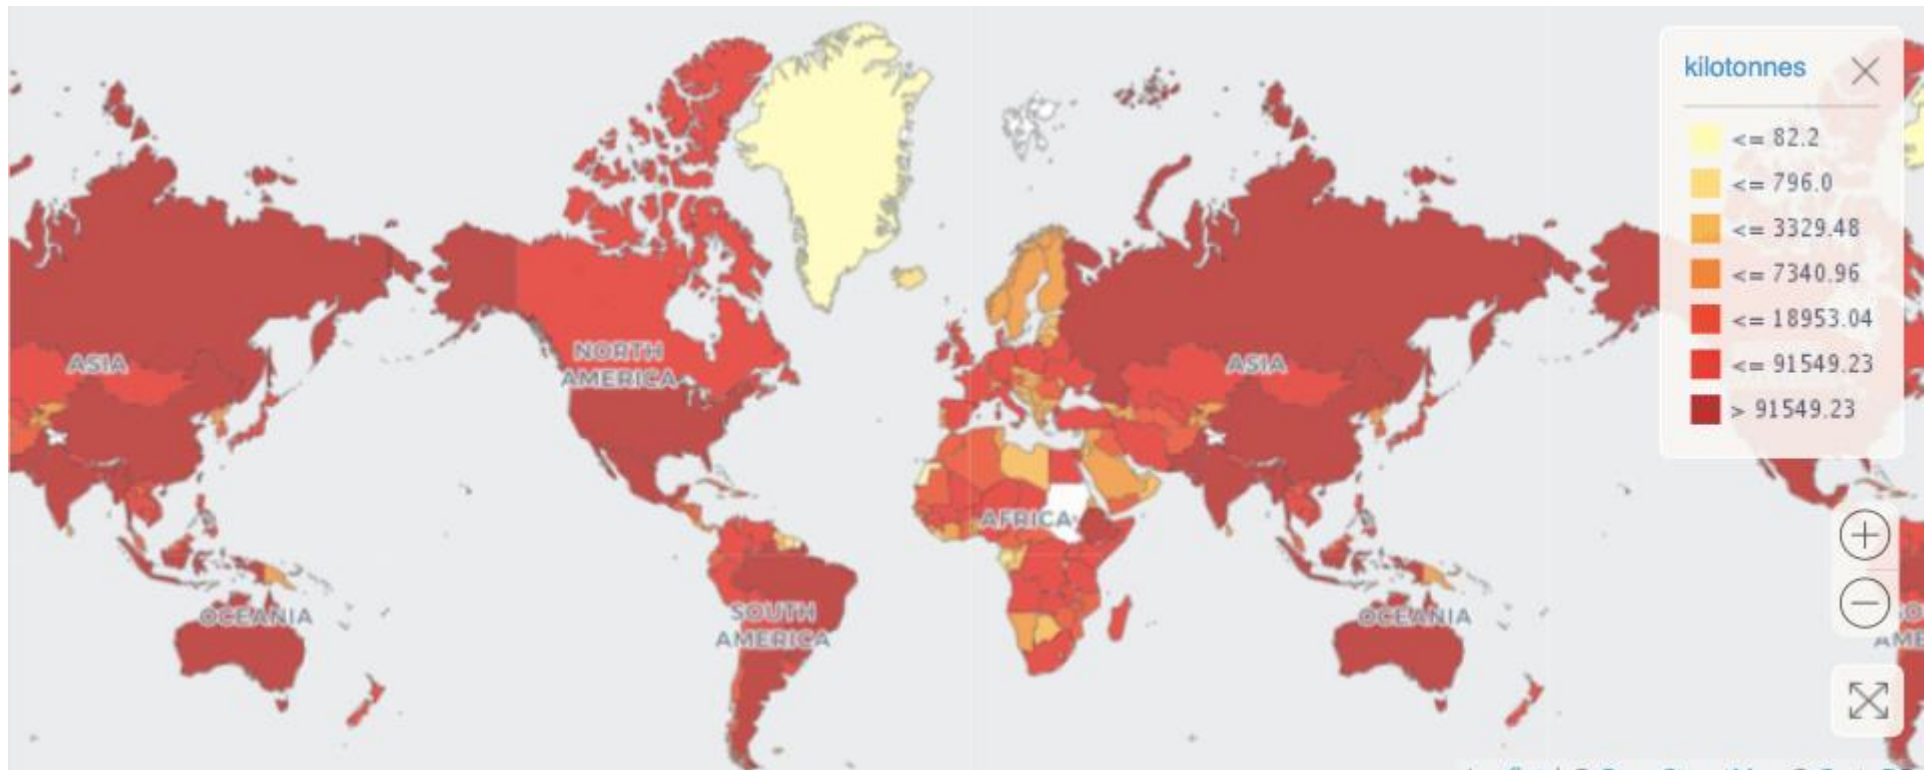 kilotonnes
<= 82.2
<= 796.0
<= 3329.48
<= 7340.96
<= 18953.04
<= 91549.23
> 91549.23
ASIA
NORTH
AMERICA
ASIA
AFRICA
OCEANIA
SOUTH
AMERICA
OCEANIA
AME